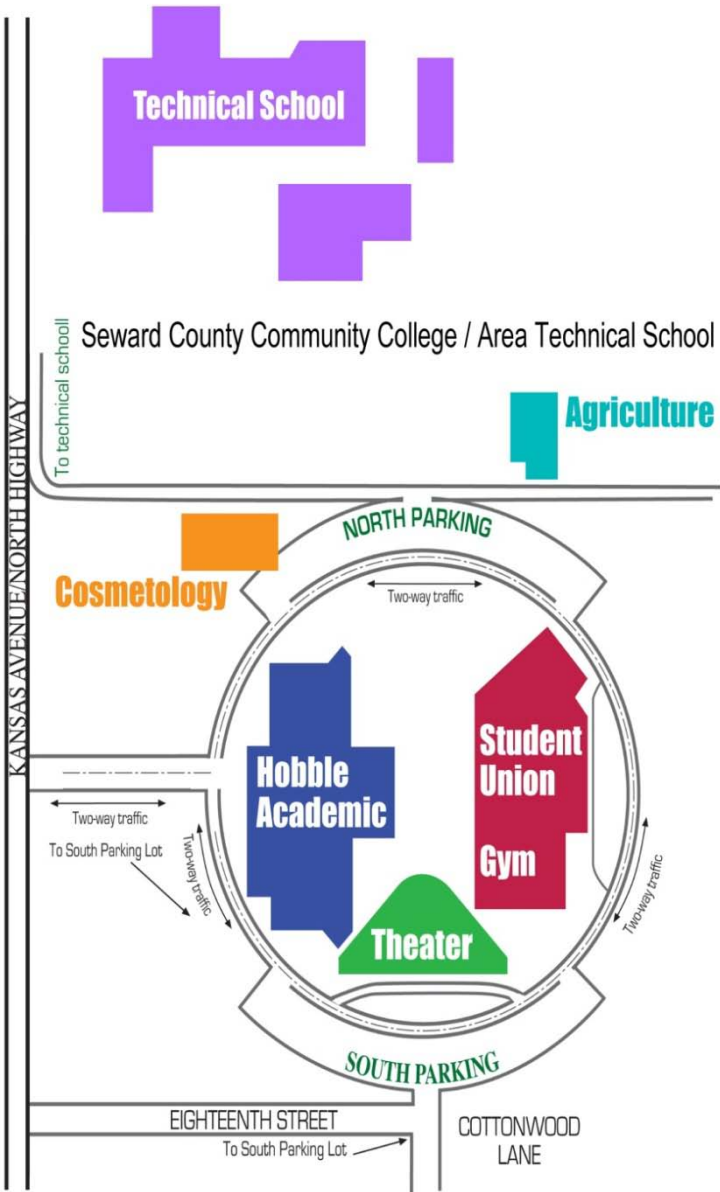 Technical School
Seward County Community College / Area Technical School
To technical schooll
KANSAS AVENUE/NORTH HIGHWAY
Agriculture
NORTH PARKING
Cosmetology
Two-way traffic
Student
Union
Gym
Hobble
Academic
Two-way traffic
To South Parking Lot
Two-way traffic
Two-way traffic
Theater
SOUTH PARKING
EIGHTEENTH STREET
To South Parking Lot
COTTONWOOD
LANE